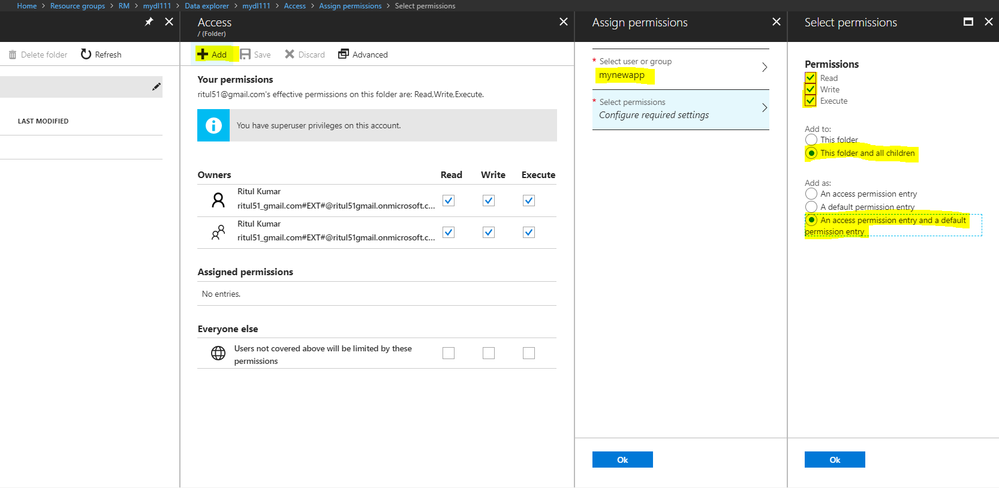 Home > Resource groups > RM > mydl111 > Data explorer > mydl111 > Access > Assign permissions > Select permissions
Delete folder
Refresh
LAST MODIFIED
Access
/ (Folder)
Add
Save
Discard
Advanced
Your permissions
ritul51@gmail.com's effective permissions on this folder are: Read,Write,Execute.
You have superuser privileges on this account.
Owners Read Write Execute
Ritul Kumar
ritul51_gmail.com#EXT#@ritul51gmail.onmicrosoft.c...
Ritul Kumar
ritul51_gmail.com#EXT#@ritul51gmail.onmicrosoft.c...
Assigned permissions
No entries.
Everyone else
Users not covered above will be limited by these
permissions
Assign permissions
* Select user or group
mynewapp
* Select permissions
Configure required settings
Ok
Select permissions
Permissions
Read
Write
Execute
Add to:
This folder
This folder and all children
Add as:
An access permission entry
A default permission entry
An access permission entry and a default
permission entry
Ok